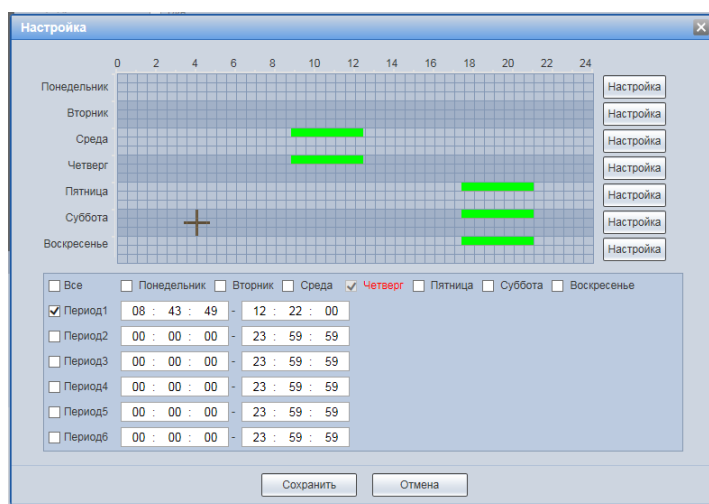 Настройка
0 2 4 6 8 10 12 14 16 18 20 22 24
Понедельник Настройка
Вторник Настройка
Среда Настройка
Четверг Настройка
Пятница Настройка
Суббота Настройка
Воскресенье Настройка
Все Понедельник Вторник Среда Четверг Пятница Суббота Воскресенье
Период1 08 : 43 : 49 - 12 : 22 : 00
Период2 00 : 00 : 00 - 23 : 59 : 59
Период3 00 : 00 : 00 - 23 : 59 : 59
Период4 00 : 00 : 00 - 23 : 59 : 59
Период5 00 : 00 : 00 - 23 : 59 : 59
Период6 00 : 00 : 00 - 23 : 59 : 59
Сохранить Отмена